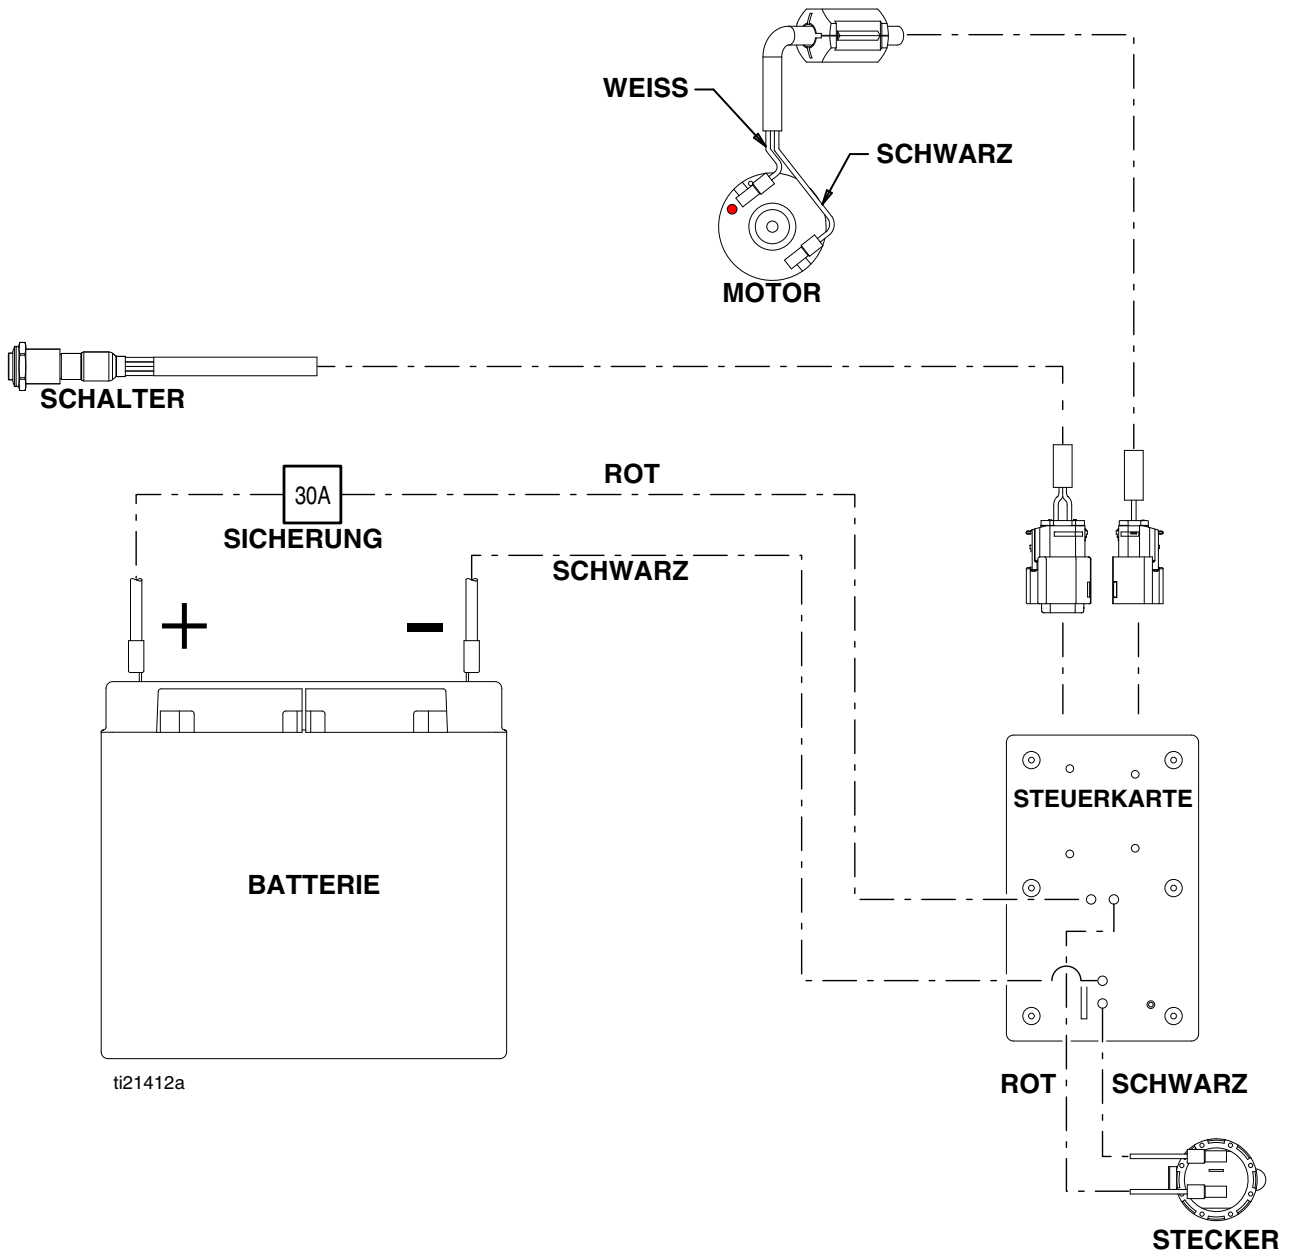 WEISS
SCHWARZ
MOTOR
SCHALTER
ROT
30A
SICHERUNG
SCHWARZ
+
-
STEUERKARTE
BATTERIE
ti21412a
ROT
SCHWARZ
STECKER